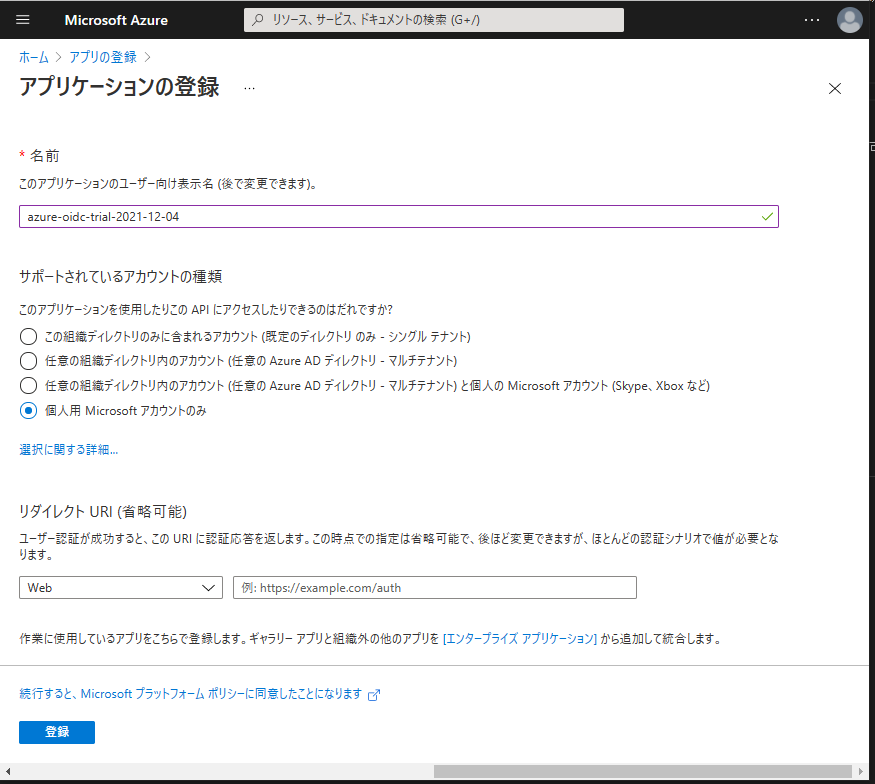 Microsoft Azure
リソース、サービス、ドキュメントの検索 (G+/)
ホーム > アプリの登録 >
アプリケーションの登録 …
* 名前
このアプリケーションのユーザー向け表示名 (後で変更できます)。
azure-oidc-trial-2021-12-04
サポートされているアカウントの種類
このアプリケーションを使用したりこの API にアクセスしたりできるのはだれですか?
この組織ディレクトリのみに含まれるアカウント (既定のディレクトリ のみ - シングル テナント)
任意の組織ディレクトリ内のアカウント (任意の Azure AD ディレクトリ - マルチテナント)
任意の組織ディレクトリ内のアカウント (任意の Azure AD ディレクトリ - マルチテナント) と個人の Microsoft アカウント (Skype、Xbox など)
個人用 Microsoft アカウントのみ
選択に関する詳細...
リダイレクト URI (省略可能)
ユーザー認証が成功すると、この URI に認証応答を返します。この時点での指定は省略可能で、後ほど変更できますが、ほとんどの認証シナリオで値が必要とな
ります。
Web
例: https://example.com/auth
作業に使用しているアプリをこちらで登録します。ギャラリー アプリと組織外の他のアプリを [エンタープライズ アプリケーション] から追加して統合します。
続行すると、Microsoft プラットフォーム ポリシーに同意したことになります
登録